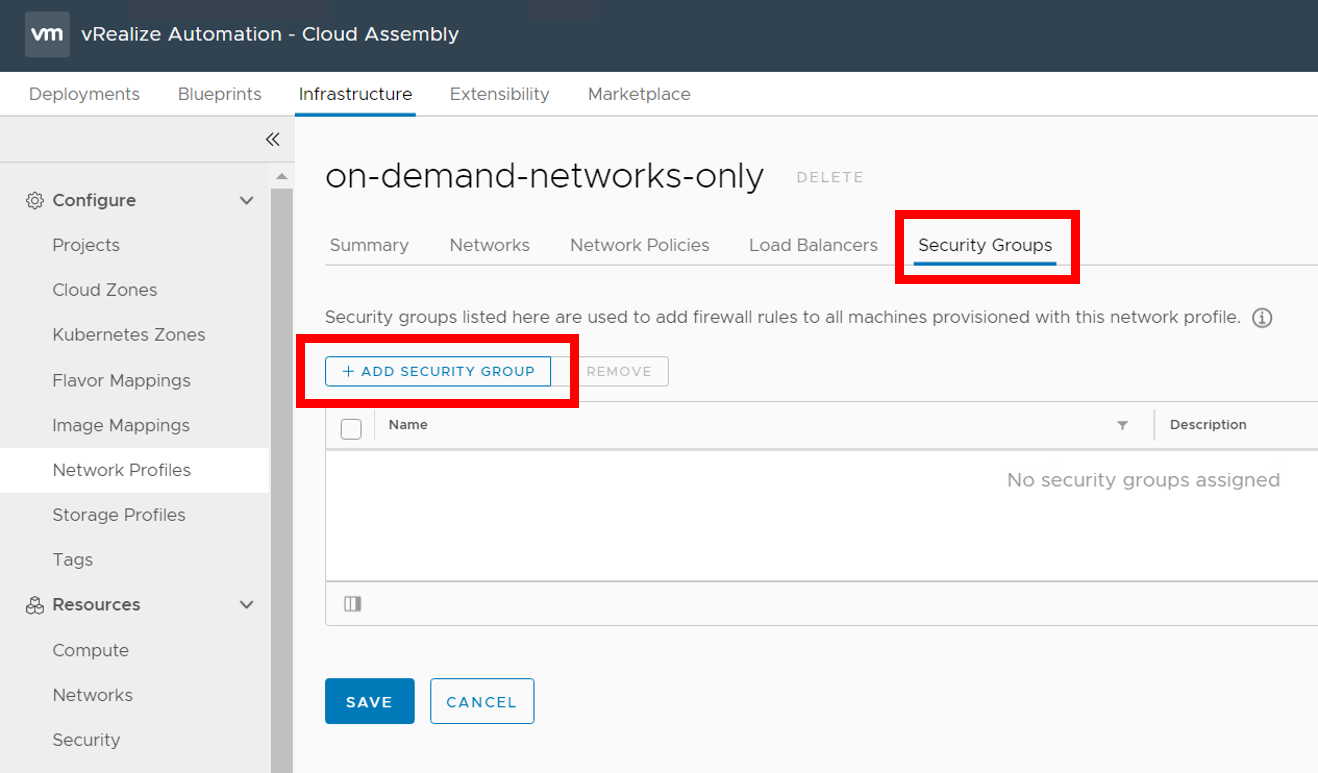 vm vRealize Automation - Cloud Assembly
Deployments Blueprints Infrastructure Extensibility Marketplace
Configure
Projects
Cloud Zones
Kubernetes Zones
Flavor Mappings
Image Mappings
Network Profiles
Storage Profiles
Tags
Resources
Compute
Networks
Security
on-demand-networks-only DELETE
Summary Networks Network Policies Load Balancers Security Groups
Security groups listed here are used to add firewall rules to all machines provisioned with this network profile.
+ ADD SECURITY GROUP REMOVE
Name Description
No security groups assigned
SAVE CANCEL